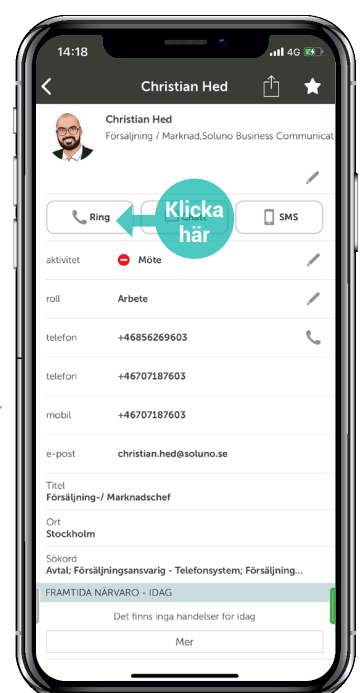 14:18 4G
Christian Hed
Christian Hed
Försäljning / Marknad,Soluno Business Communicat
Ring SMS
Klicka
här
aktivitet Möte
roll Arbete
telefon +46856269603
telefon +46707187603
mobil +46707187603
e-post christian.hed@soluno.se
Titel
Försäljning-/ Marknadschef
Ort
Stockholm
Sökord
Avtal; Försäljningsansvarig - Telefonsystem; Försäljning...
FRAMTIDA NÄRVARO - IDAG
Det finns inga händelser för idag
Mer